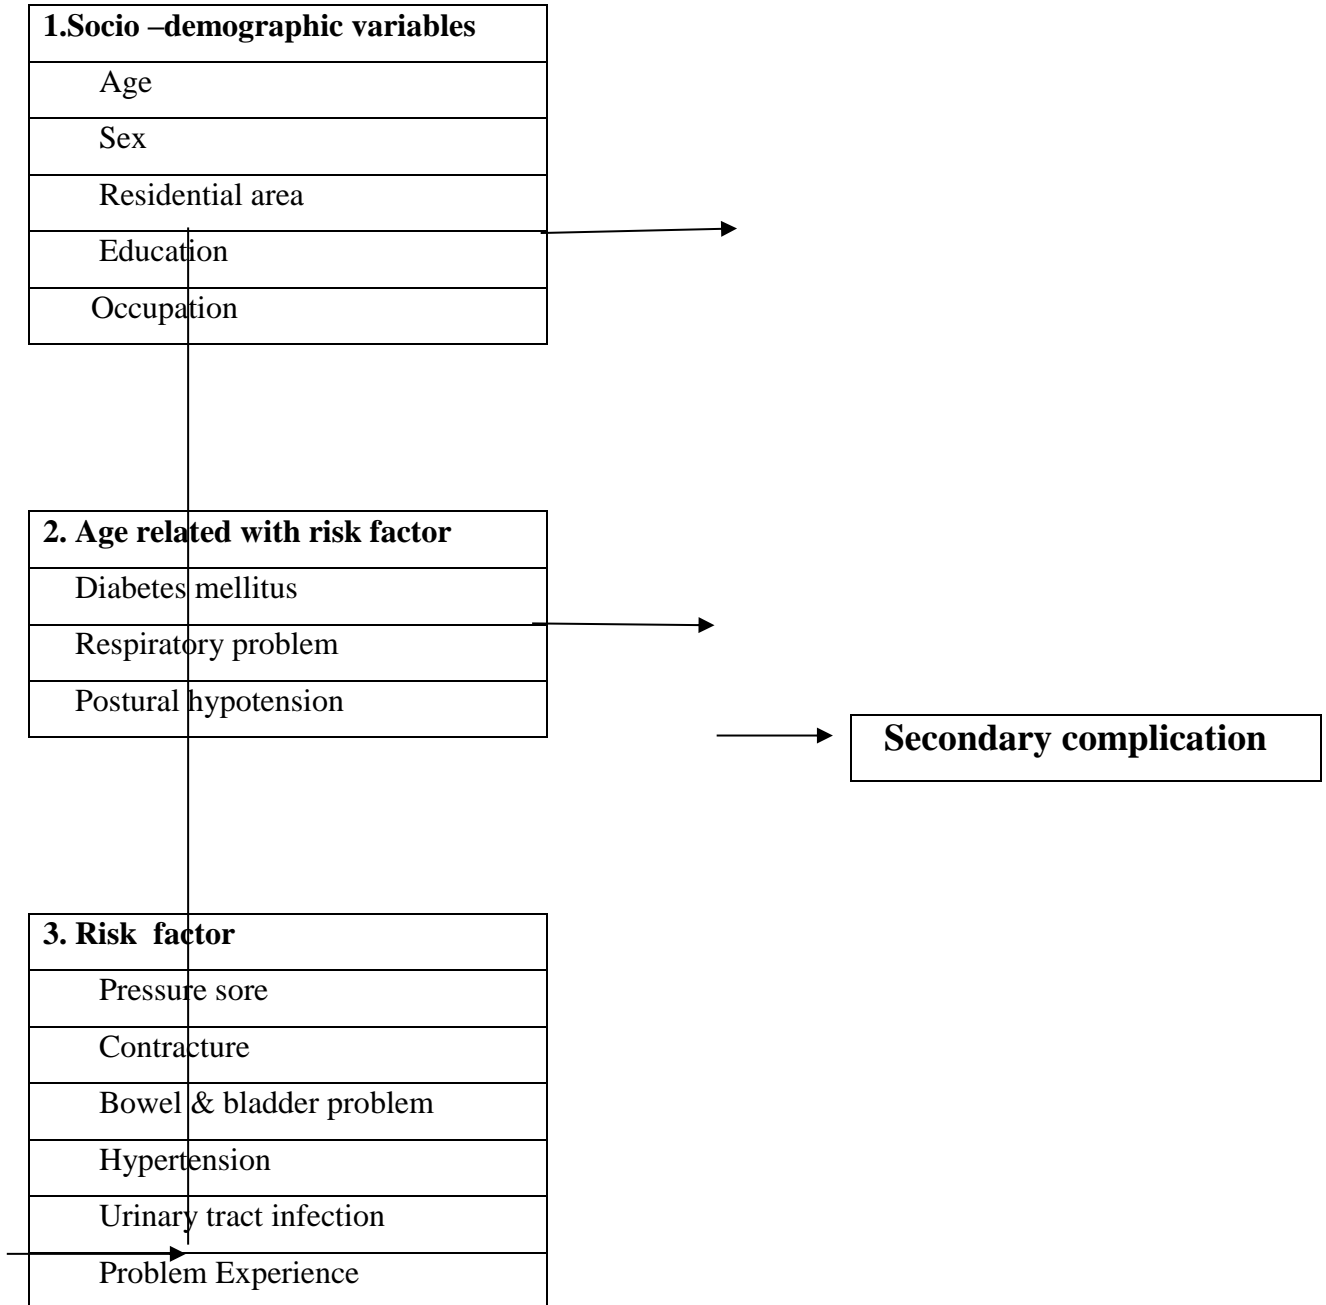 1.Socio –demographic variables
Age
Sex
Residential area
Education
Occupation
2. Age related with risk factor
Diabetes mellitus
Respiratory problem
Postural hypotension
Secondary complication
3. Risk factor
Pressure sore
Contracture
Bowel & bladder problem
Hypertension
Urinary tract infection
Problem Experience